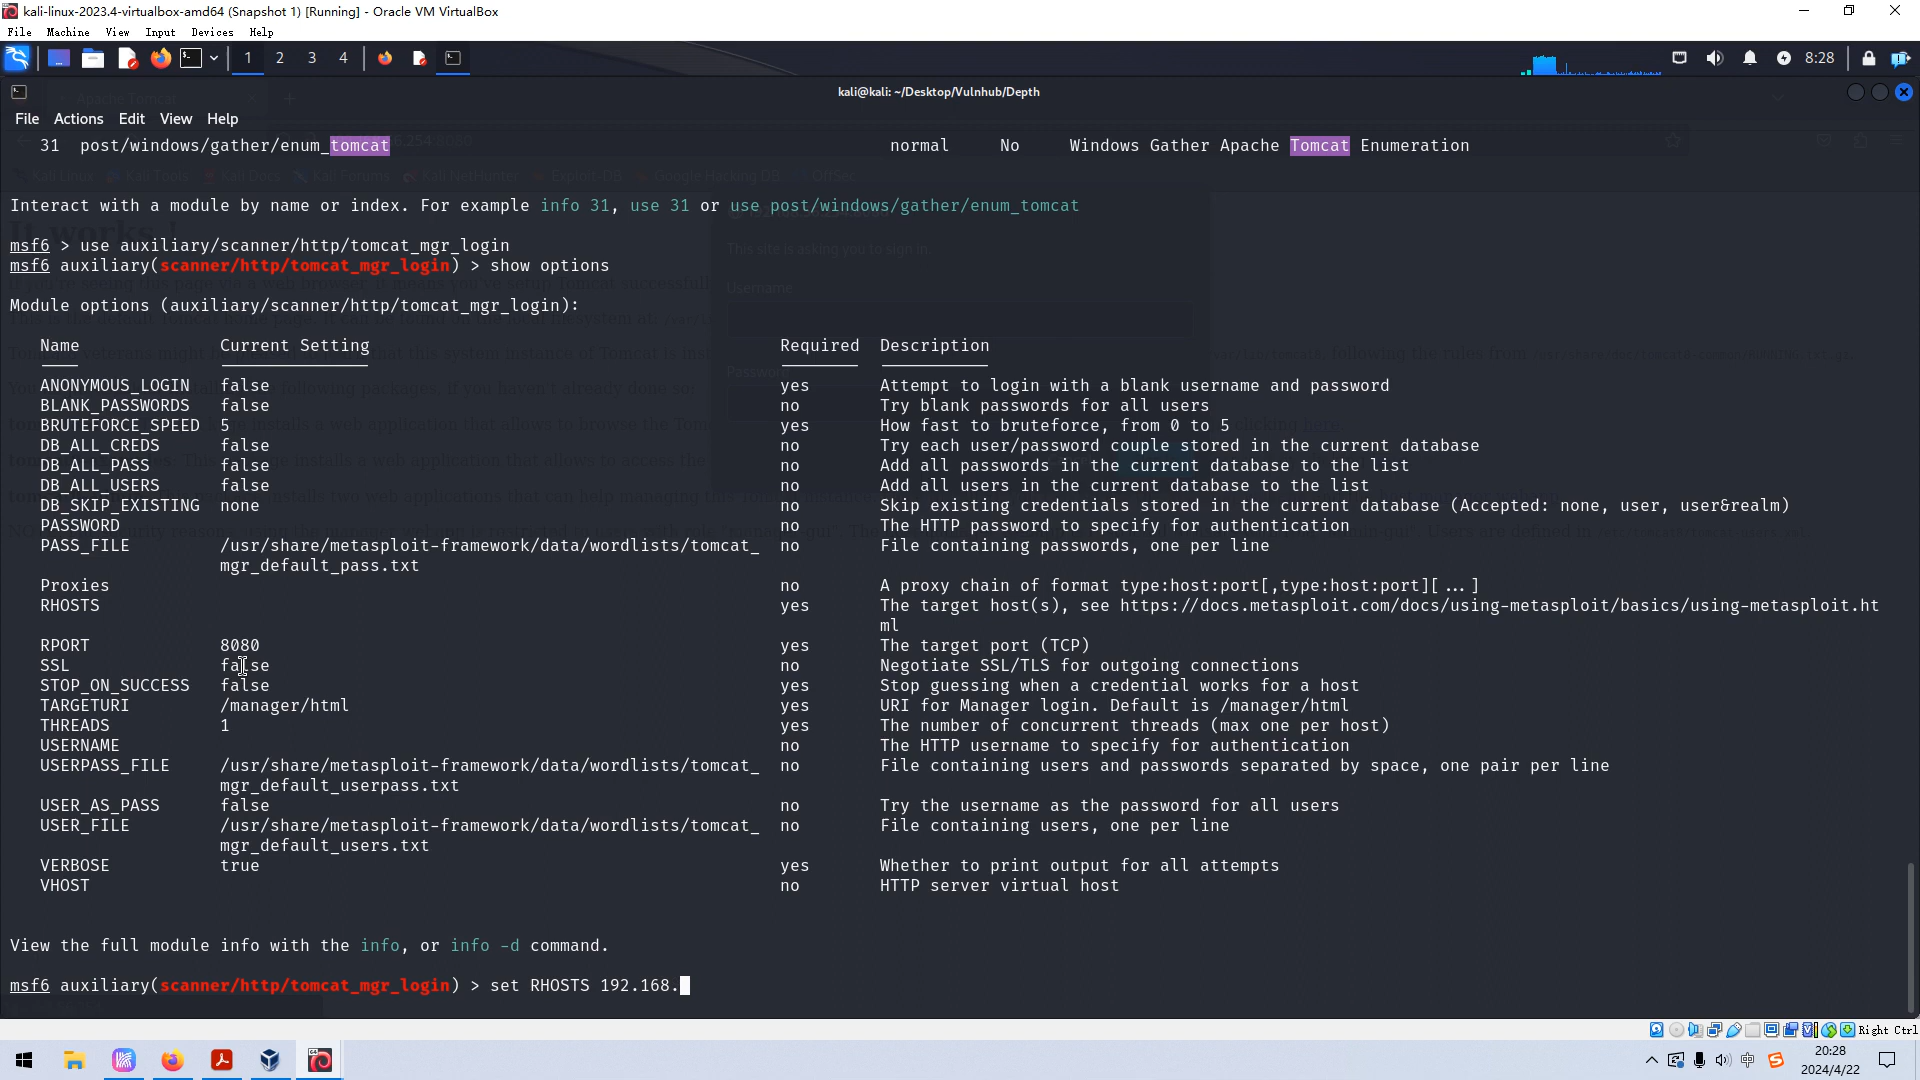 kali-linux-2023.4-virtualbox-amd64 (Snapshot 1) [Running] - Oracle VM VirtualBox
File Machine View Input Devices Help
1 2 3 4 8:28
kali@kali: ~/Desktop/Vulnhub/Depth
File Actions Edit View Help
31 post/windows/gather/enum_tomcat normal No Windows Gather Apache Tomcat Enumeration
Interact with a module by name or index. For example info 31, use 31 or use post/windows/gather/enum_tomcat
msf6 > use auxiliary/scanner/http/tomcat_mgr_login
msf6 auxiliary(scanner/http/tomcat_mgr_login) > show options
Module options (auxiliary/scanner/http/tomcat_mgr_login):
Name Current Setting Required Description
ANONYMOUS_LOGIN false yes Attempt to login with a blank username and password
BLANK_PASSWORDS false no Try blank passwords for all users
BRUTEFORCE_SPEED 5 yes How fast to bruteforce, from 0 to 5
DB_ALL_CREDS false no Try each user/password couple stored in the current database
DB_ALL_PASS false no Add all passwords in the current database to the list
DB_ALL_USERS false no Add all users in the current database to the list
DB_SKIP_EXISTING none no Skip existing credentials stored in the current database (Accepted: none, user, user&realm)
PASSWORD no The HTTP password to specify for authentication
PASS_FILE /usr/share/metasploit-framework/data/wordlists/tomcat_ no File containing passwords, one per line
mgr_default_pass.txt
Proxies no A proxy chain of format type:host:port[,type:host:port][...]
RHOSTS yes The target host(s), see https://docs.metasploit.com/docs/using-metasploit/basics/using-metasploit.ht
ml
RPORT 8080 yes The target port (TCP)
SSL false no Negotiate SSL/TLS for outgoing connections
STOP_ON_SUCCESS false yes Stop guessing when a credential works for a host
TARGETURI /manager/html yes URI for Manager login. Default is /manager/html
THREADS 1 yes The number of concurrent threads (max one per host)
USERNAME no The HTTP username to specify for authentication
USERPASS_FILE /usr/share/metasploit-framework/data/wordlists/tomcat_ no File containing users and passwords separated by space, one pair per line
mgr_default_userpass.txt
USER_AS_PASS false no Try the username as the password for all users
USER_FILE /usr/share/metasploit-framework/data/wordlists/tomcat_ no File containing users, one per line
mgr_default_users.txt
VERBOSE true yes Whether to print output for all attempts
VHOST no HTTP server virtual host
View the full module info with the info, or info -d command.
msf6 auxiliary(scanner/http/tomcat_mgr_login) > set RHOSTS 192.168.
Right Ctrl
中
20:28
2024/4/22